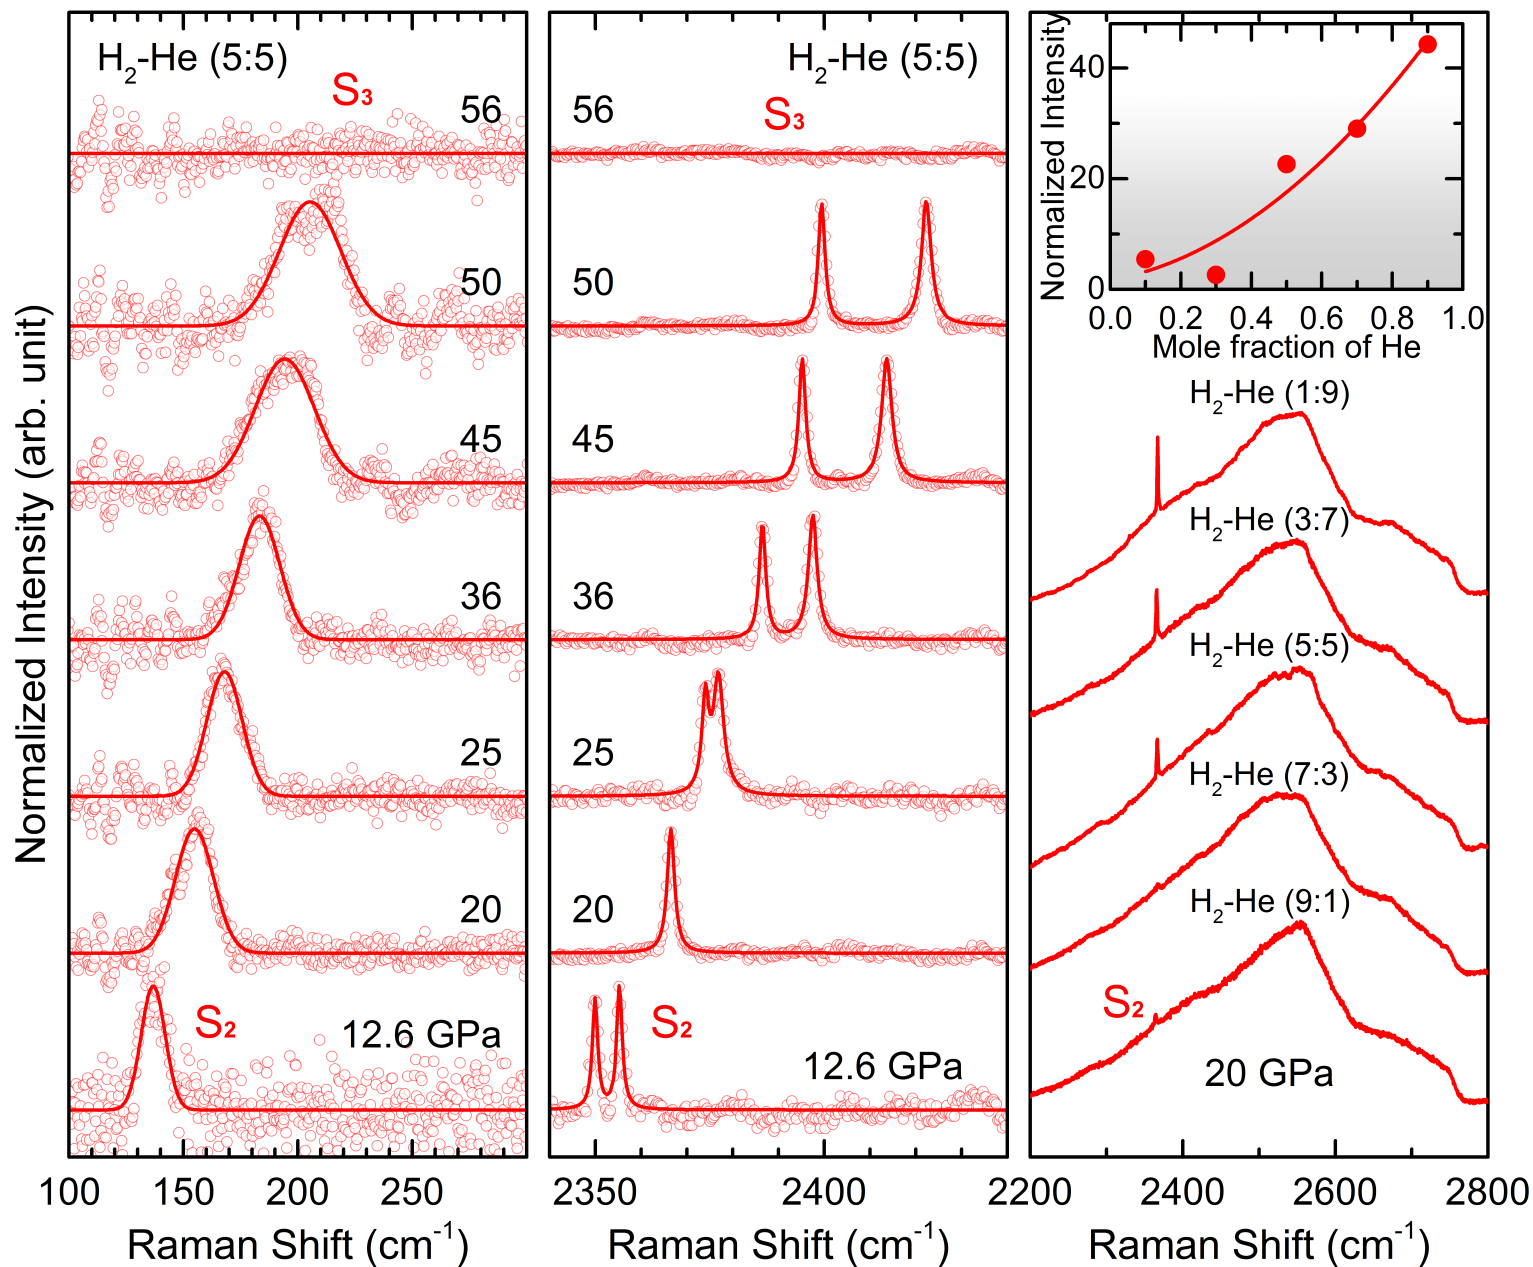 Normalized Intensity (arb. unit)
H2-He (5:5)
S3
56
50
45
36
25
20
S2
12.6 GPa
100 150 200 250
Raman Shift (cm-1)
H2-He (5:5)
56
S3
50
45
36
25
20
S2
12.6 GPa
2350 2400
Raman Shift (cm-1)
Normalized Intensity
40
20
0
0.0 0.2 0.4 0.6 0.8 1.0
Mole fraction of He
H2-He (1:9)
H2-He (3:7)
H2-He (5:5)
H2-He (7:3)
H2-He (9:1)
S2
20 GPa
2200 2400 2600 2800
Raman Shift (cm-1)